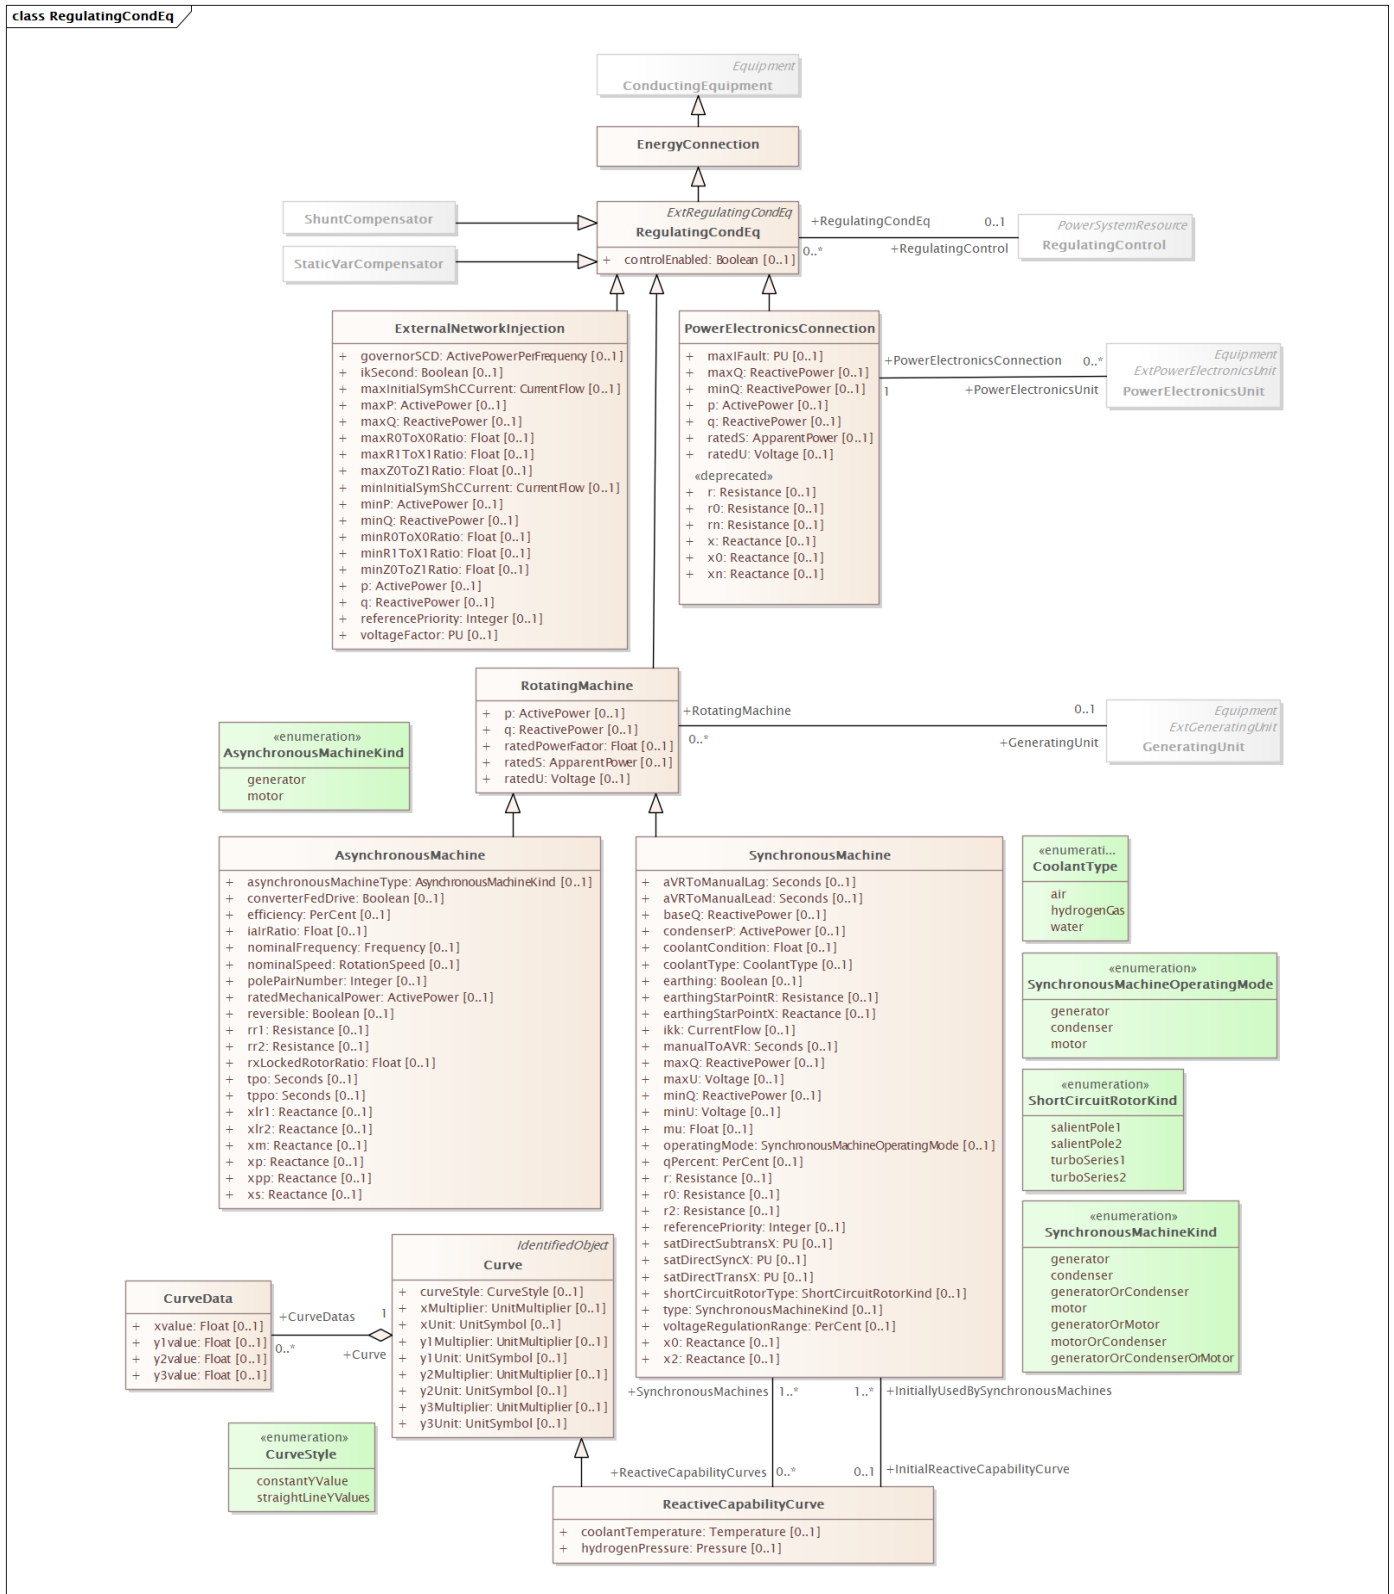 class RegulatingCondEq
Equipment
ConductingEquipment
EnergyConnection
ShuntCompensator
StaticVarCompensator
ExtRegulatingCondEq
RegulatingCondEq
+ controlEnabled: Boolean [0..1]
+RegulatingCondEq
0..1
0..*
+RegulatingControl
PowerSystemResource
RegulatingControl
ExternalNetworkInjection
+ governorSCD: ActivePowerPerFrequency [0..1]
+ ikSecond: Boolean [0..1]
+ maxInitialSymShCCurrent: CurrentFlow [0..1]
+ maxP: ActivePower [0..1]
+ maxQ: ReactivePower [0..1]
+ maxR0ToX0Ratio: Float [0..1]
+ maxR1ToX1Ratio: Float [0..1]
+ maxZ0ToZ1Ratio: Float [0..1]
+ minInitialSymShCCurrent: CurrentFlow [0..1]
+ minP: ActivePower [0..1]
+ minQ: ReactivePower [0..1]
+ minR0ToX0Ratio: Float [0..1]
+ minR1ToX1Ratio: Float [0..1]
+ minZ0ToZ1Ratio: Float [0..1]
+ p: ActivePower [0..1]
+ q: ReactivePower [0..1]
+ referencePriority: Integer [0..1]
+ voltageFactor: PU [0..1]
PowerElectronicsConnection
+ maxIFault: PU [0..1]
+ maxQ: ReactivePower [0..1]
+ minQ: ReactivePower [0..1]
+ p: ActivePower [0..1]
+ q: ReactivePower [0..1]
+ ratedS: ApparentPower [0..1]
+ ratedU: Voltage [0..1]
«deprecated»
+ r: Resistance [0..1]
+ r0: Resistance [0..1]
+ rn: Resistance [0..1]
+ x: Reactance [0..1]
+ x0: Reactance [0..1]
+ xn: Reactance [0..1]
+PowerElectronicsConnection
0..*
1
+PowerElectronicsUnit
Equipment
ExtPowerElectronicsUnit
PowerElectronicsUnit
RotatingMachine
+ p: ActivePower [0..1]
+ q: ReactivePower [0..1]
+ ratedPowerFactor: Float [0..1]
+ ratedS: ApparentPower [0..1]
+ ratedU: Voltage [0..1]
+RotatingMachine
0..1
0..*
+GeneratingUnit
Equipment
ExtGeneratingUnit
GeneratingUnit
«enumeration»
AsynchronousMachineKind
generator
motor
AsynchronousMachine
+ asynchronousMachineType: AsynchronousMachineKind [0..1]
+ converterFedDrive: Boolean [0..1]
+ efficiency: PerCent [0..1]
+ iaIrRatio: Float [0..1]
+ nominalFrequency: Frequency [0..1]
+ nominalSpeed: RotationSpeed [0..1]
+ polePairNumber: Integer [0..1]
+ ratedMechanicalPower: ActivePower [0..1]
+ reversible: Boolean [0..1]
+ rr1: Resistance [0..1]
+ rr2: Resistance [0..1]
+ rxLockedRotorRatio: Float [0..1]
+ tpo: Seconds [0..1]
+ tppo: Seconds [0..1]
+ xlr1: Reactance [0..1]
+ xlr2: Reactance [0..1]
+ xm: Reactance [0..1]
+ xp: Reactance [0..1]
+ xpp: Reactance [0..1]
+ xs: Reactance [0..1]
SynchronousMachine
+ aVRToManualLag: Seconds [0..1]
+ aVRToManualLead: Seconds [0..1]
+ baseQ: ReactivePower [0..1]
+ condenserP: ActivePower [0..1]
+ coolantCondition: Float [0..1]
+ coolantType: CoolantType [0..1]
+ earthing: Boolean [0..1]
+ earthingStarPointR: Resistance [0..1]
+ earthingStarPointX: Reactance [0..1]
+ ikk: CurrentFlow [0..1]
+ manualToAVR: Seconds [0..1]
+ maxQ: ReactivePower [0..1]
+ maxU: Voltage [0..1]
+ minQ: ReactivePower [0..1]
+ minU: Voltage [0..1]
+ mu: Float [0..1]
+ operatingMode: SynchronousMachineOperatingMode [0..1]
+ qPercent: PerCent [0..1]
+ r: Resistance [0..1]
+ r0: Resistance [0..1]
+ r2: Resistance [0..1]
+ referencePriority: Integer [0..1]
+ satDirectSubtransX: PU [0..1]
+ satDirectSyncX: PU [0..1]
+ satDirectTransX: PU [0..1]
+ shortCircuitRotorType: ShortCircuitRotorKind [0..1]
+ type: SynchronousMachineKind [0..1]
+ voltageRegulationRange: PerCent [0..1]
+ x0: Reactance [0..1]
+ x2: Reactance [0..1]
«enumerati...
CoolantType
air
hydrogenGas
water
«enumeration»
SynchronousMachineOperatingMode
generator
condenser
motor
«enumeration»
ShortCircuitRotorKind
salientPole1
salientPole2
turboSeries1
turboSeries2
«enumeration»
SynchronousMachineKind
generator
condenser
generatorOrCondenser
motor
generatorOrMotor
motorOrCondenser
generatorOrCondenserOrMotor
CurveData
+ xvalue: Float [0..1]
+ y1value: Float [0..1]
+ y2value: Float [0..1]
+ y3value: Float [0..1]
+CurveDatas
1
0..*
+Curve
IdentifiedObject
Curve
+ curveStyle: CurveStyle [0..1]
+ xMultiplier: UnitMultiplier [0..1]
+ xUnit: UnitSymbol [0..1]
+ y1Multiplier: UnitMultiplier [0..1]
+ y1Unit: UnitSymbol [0..1]
+ y2Multiplier: UnitMultiplier [0..1]
+ y2Unit: UnitSymbol [0..1]
+ y3Multiplier: UnitMultiplier [0..1]
+ y3Unit: UnitSymbol [0..1]
«enumeration»
CurveStyle
constantYValue
straightLineYValues
+SynchronousMachines
1..*
1..*
+InitiallyUsedBySynchronousMachines
+ReactiveCapabilityCurves
0..*
0..1
+InitialReactiveCapabilityCurve
ReactiveCapabilityCurve
+ coolantTemperature: Temperature [0..1]
+ hydrogenPressure: Pressure [0..1]